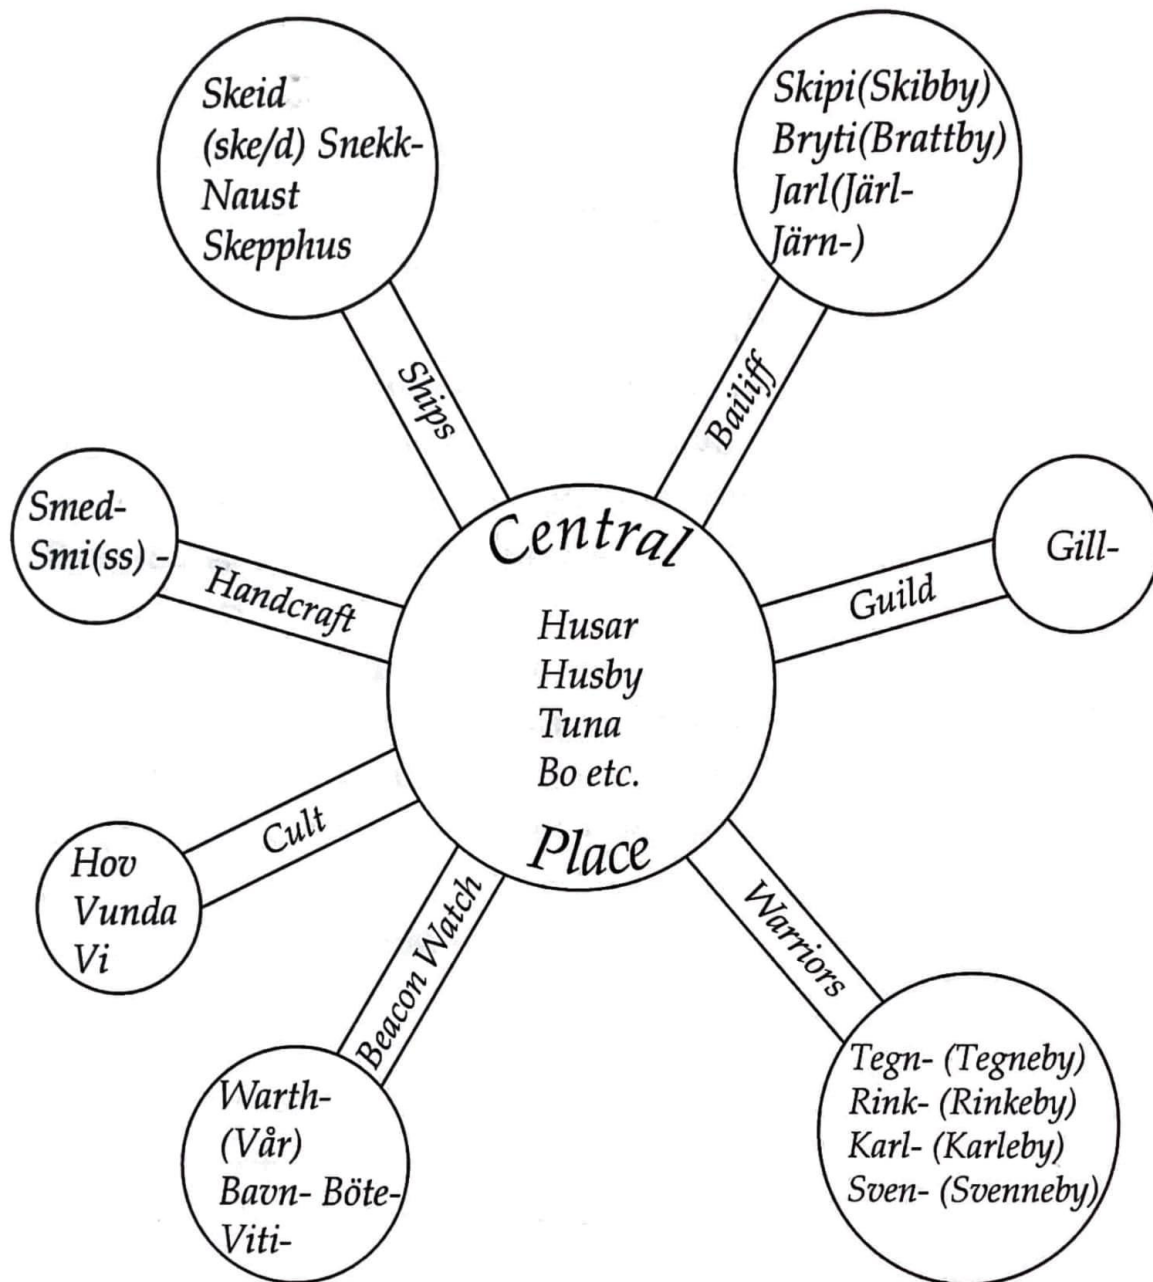 Skeid
(ske/d) Snekk-
Naust
Skepphus
Skipi(Skibby)
Bryti(Brattby)
Jarl(Järl-
Järn-)
Ships
Bailiff
Smed-
Smi(ss) -
Handcraft
Guild
Gill-
Central
Husar
Husby
Tuna
Bo etc.
Place
Cult
Hov
Vunda
Vi
Beacon Watch
Warth-
(Vår)
Bavn- Böte-
Viti-
Warriors
Tegn- (Tegneby)
Rink- (Rinkeby)
Karl- (Karleby)
Sven- (Svenneby)